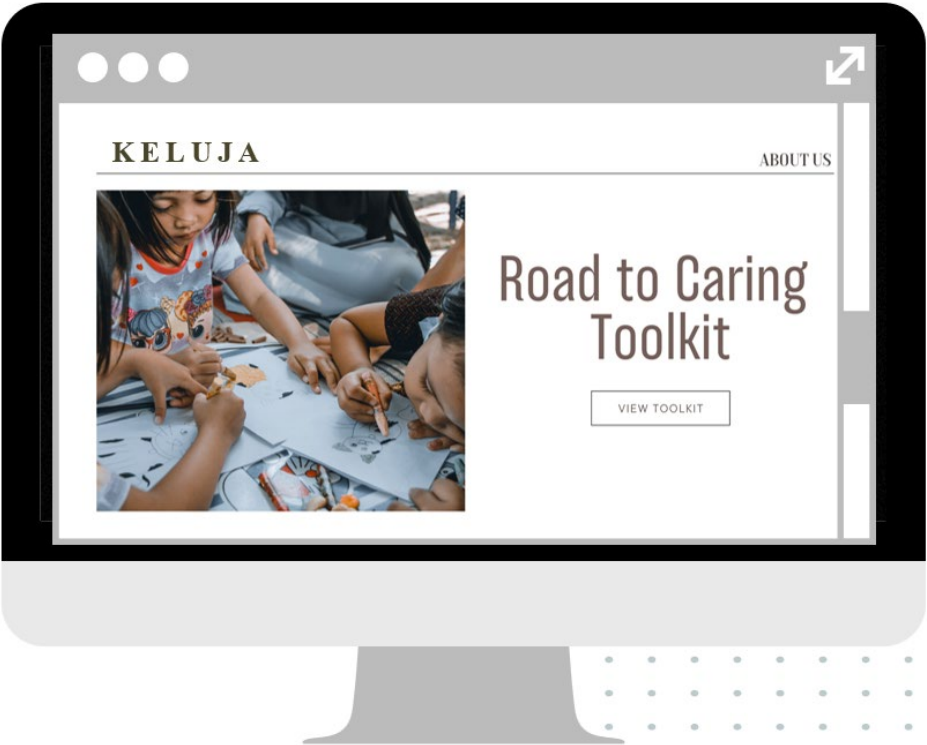 KELUJA
ABOUT US
Road to Caring
Toolkit
VIEW TOOLKIT